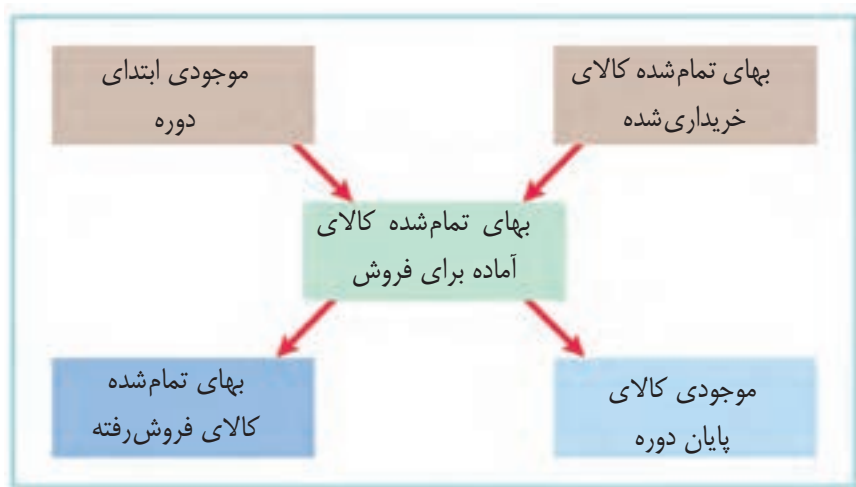 بهای تمام‌شده کالای
خریداری‌شده
موجودی ابتدای
دوره
بهای تمام‌شده کالای
آماده برای فروش
موجودی کالای
پایان دوره
بهای تمام‌شده
کالای فروش‌رفته